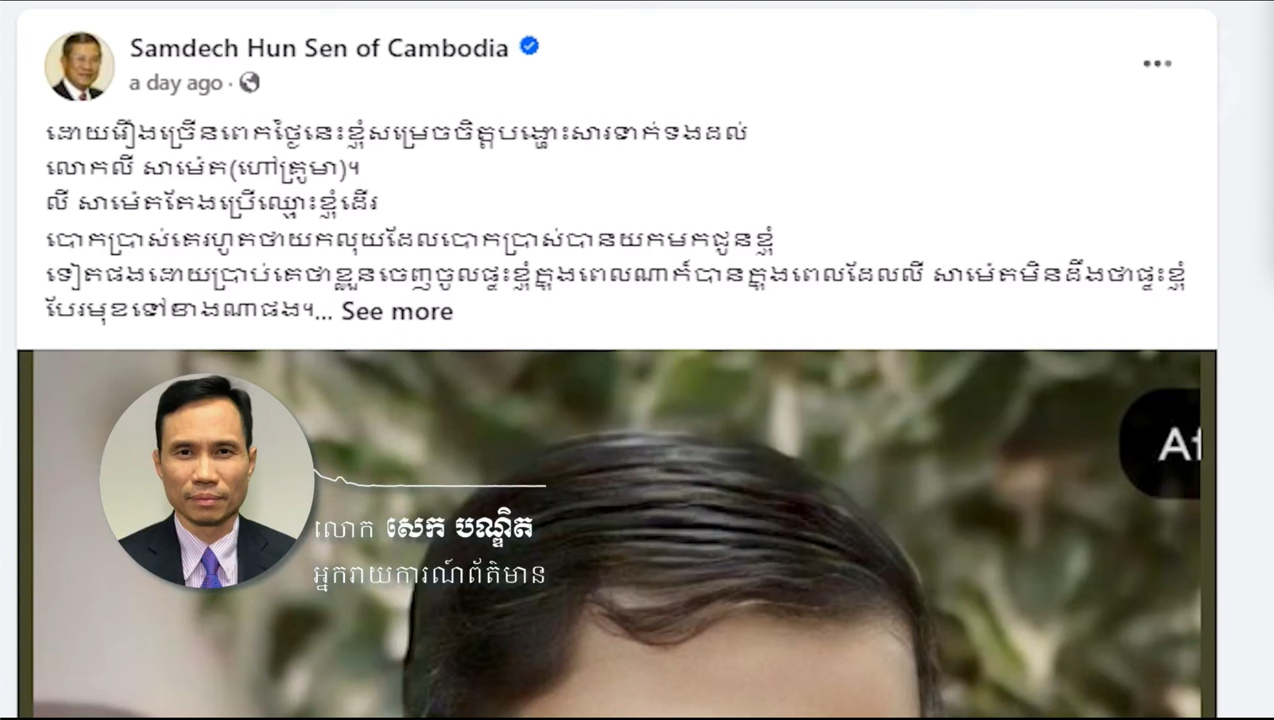 Samdech Hun Sen of Cambodia
a day ago ·
ដោយរឿងច្រើនពេកថ្ងៃនេះខ្ញុំសម្រេចចិត្តបង្ហោះសារទាក់ទងដល់
លោកលី សាម៉េត(ហៅគ្រូមា)។
លី សាម៉េតតែងប្រើឈ្មោះខ្ញុំដើរ
បោកប្រាស់គេរហូតថាយកលុយដែលបោកប្រាស់បានយកមកជូនខ្ញុំ
ទៀតផងដោយប្រាប់គេថាខ្លួនចេញចូលផ្ទះខ្ញុំក្នុងពេលណាក៏បានក្នុងពេលដែលលី សាម៉េតមិនដឹងថាផ្ទះខ្ញុំ
បែរមុខទៅខាងណាផង។... See more
លោក សេក បណ្ឌិត
អ្នករាយការណ៍ព័ត៌មាន